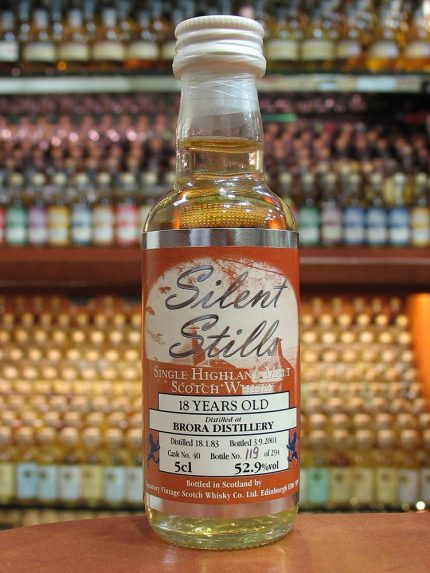 Silent
Stills
SINGLE HIGHLAND MALT
SCOTCH WHISKY
18 YEARS OLD
Distilled at
BRORA DISTILLERY
Distilled 18.1.83 Bottled 3.9.2001
Cask No. 40 Bottle No. 119 of 294
5cl 52.9%vol
Bottled in Scotland by
Signatory Vintage Scotch Whisky Co. Ltd. Edinburgh EH6